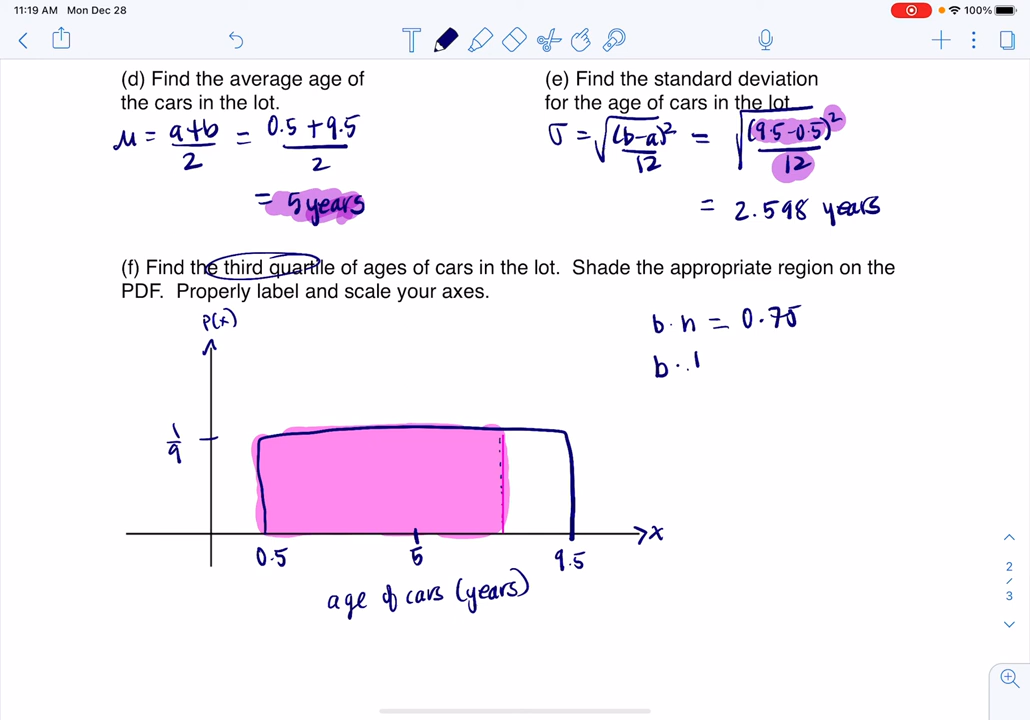 11:19 AM Mon Dec 28
100%
(d) Find the average age of
the cars in the lot.
μ = a+b/2 = 0.5 + 9.5/2
= 5 years
(e) Find the standard deviation
for the age of cars in the lot
σ = √(b-a)²/12 = √(9.5-0.5)²/12
= 2.598 years
(f) Find the third quartile of ages of cars in the lot. Shade the appropriate region on the
PDF. Properly label and scale your axes.
P(x)
b · h = 0.75
b · 1
1/9
x
0.5
5
9.5
age of cars (years)
2
/
3